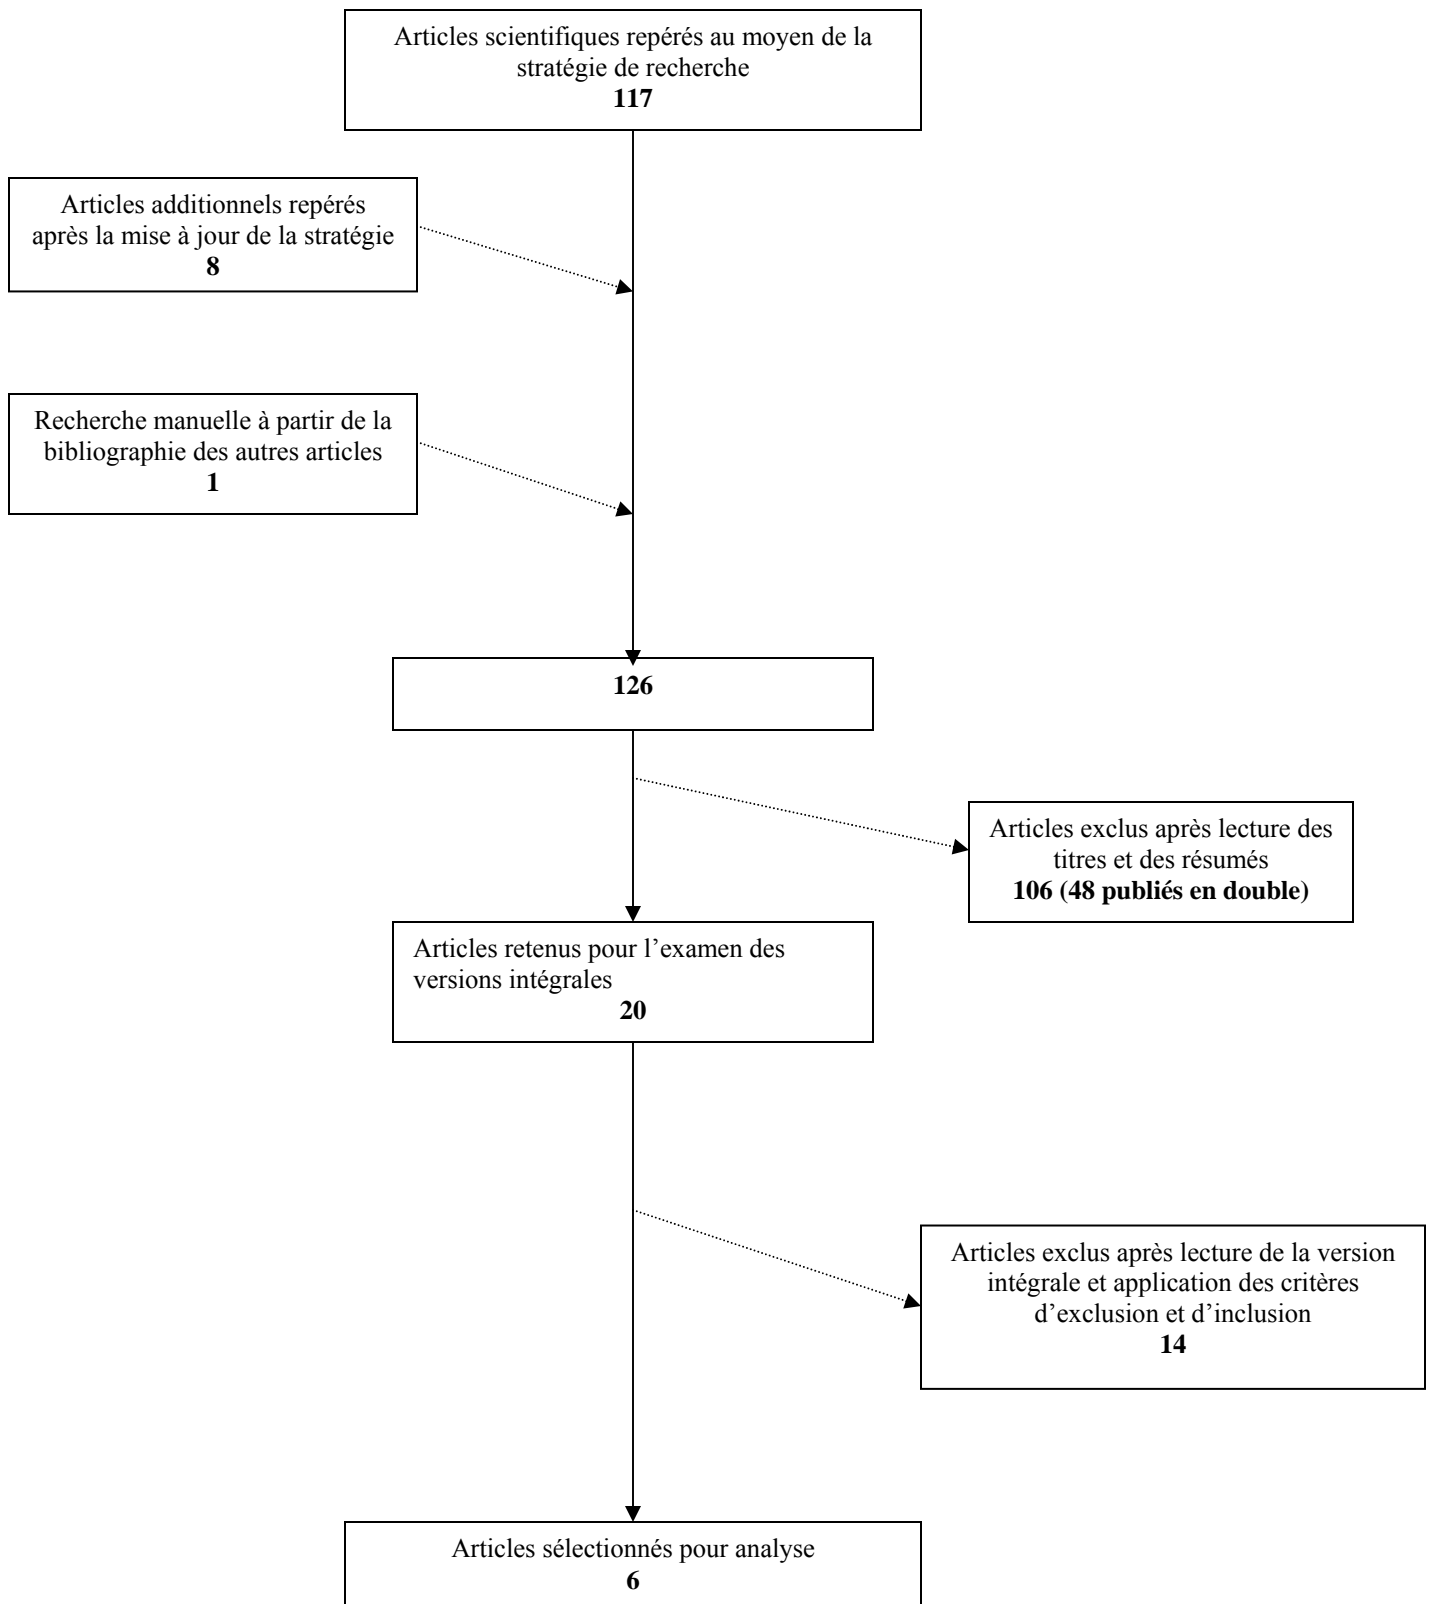 Articles scientifiques repérés au moyen de la
stratégie de recherche
117
Articles additionnels repérés
après la mise à jour de la stratégie
8
Recherche manuelle à partir de la
bibliographie des autres articles
1
126
Articles exclus après lecture des
titres et des résumés
106 (48 publiés en double)
Articles retenus pour l’examen des
versions intégrales
20
Articles exclus après lecture de la version
intégrale et application des critères
d’exclusion et d’inclusion
14
Articles sélectionnés pour analyse
6